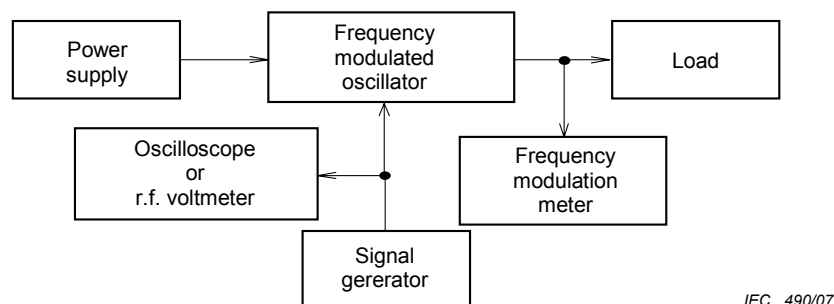 Power
supply
Frequency
modulated
oscillator
Load
Oscilloscope
or
r.f. voltmeter
Frequency
modulation
meter
Signal
gererator
IEC 490/07